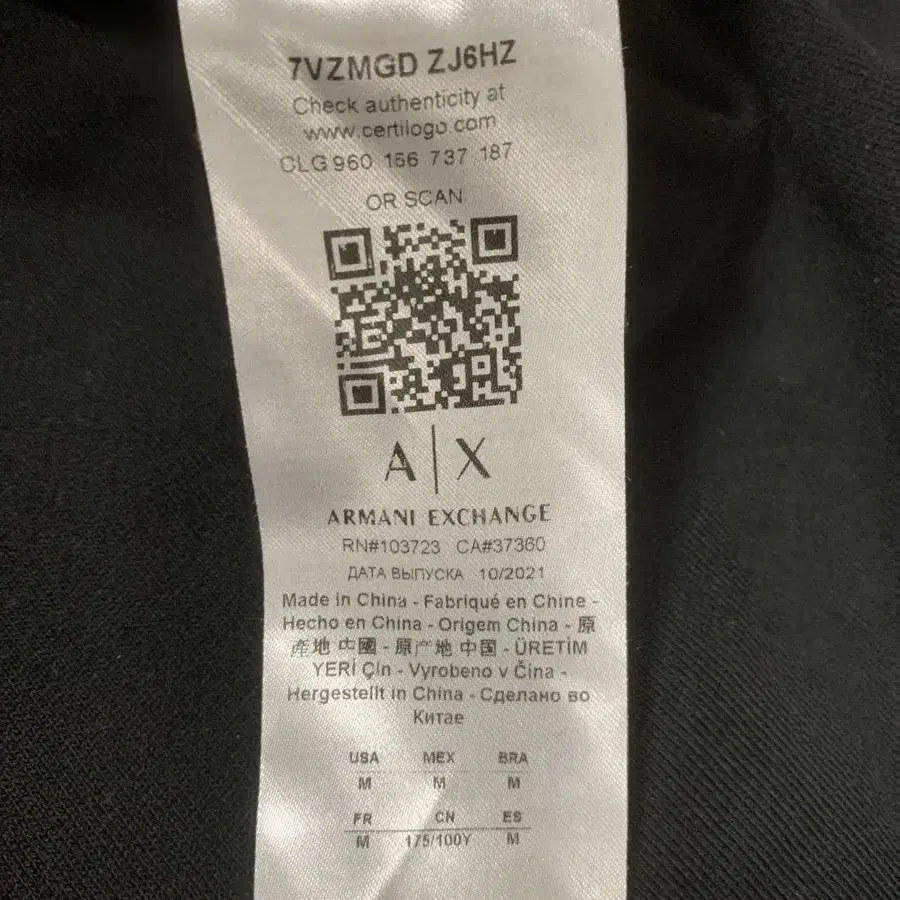 7VZMGD ZJ6HZ
Check authenticity at
www.certilogo.com
CLG 960 166 737 187
OR SCAN
A|X
ARMANI EXCHANGE
RN#103723 CA#37360
ДАТА ВЫПУСКА 10/2021
Made in China - Fabriqué en Chine -
Hecho en China - Origem China - 原
產地 中國 - 原产地 中国 - ÜRETİM
YERİ Çin - Vyrobeno v Čína -
Hergestellt in China - Сделано во
Китае
USA MEX BRA
M M M
FR CN ES
M 175/100Y M